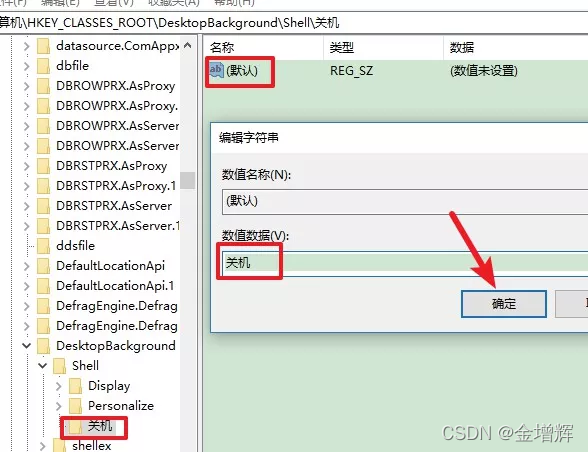 编辑(E) 查看(V) 收藏夹(A) 帮助(H)
算机\HKEY_CLASSES_ROOT\DesktopBackground\Shell\关机
datasource.ComAppx
dbfile
DBROWPRX.AsProxy
DBROWPRX.AsProxy.
DBROWPRX.AsServer
DBROWPRX.AsServer
DBRSTPRX.AsProxy
DBRSTPRX.AsProxy.1
DBRSTPRX.AsServer
DBRSTPRX.AsServer.1
ddsfile
DefaultLocationApi
DefaultLocationApi.1
DefragEngine.Defrag
DefragEngine.Defrag
DesktopBackground
Shell
Display
Personalize
关机
shellex
名称 类型 数据
ab (默认) REG_SZ (数值未设置)
编辑字符串
数值名称(N):
(默认)
数值数据(V):
关机
确定
CSDN @金增辉